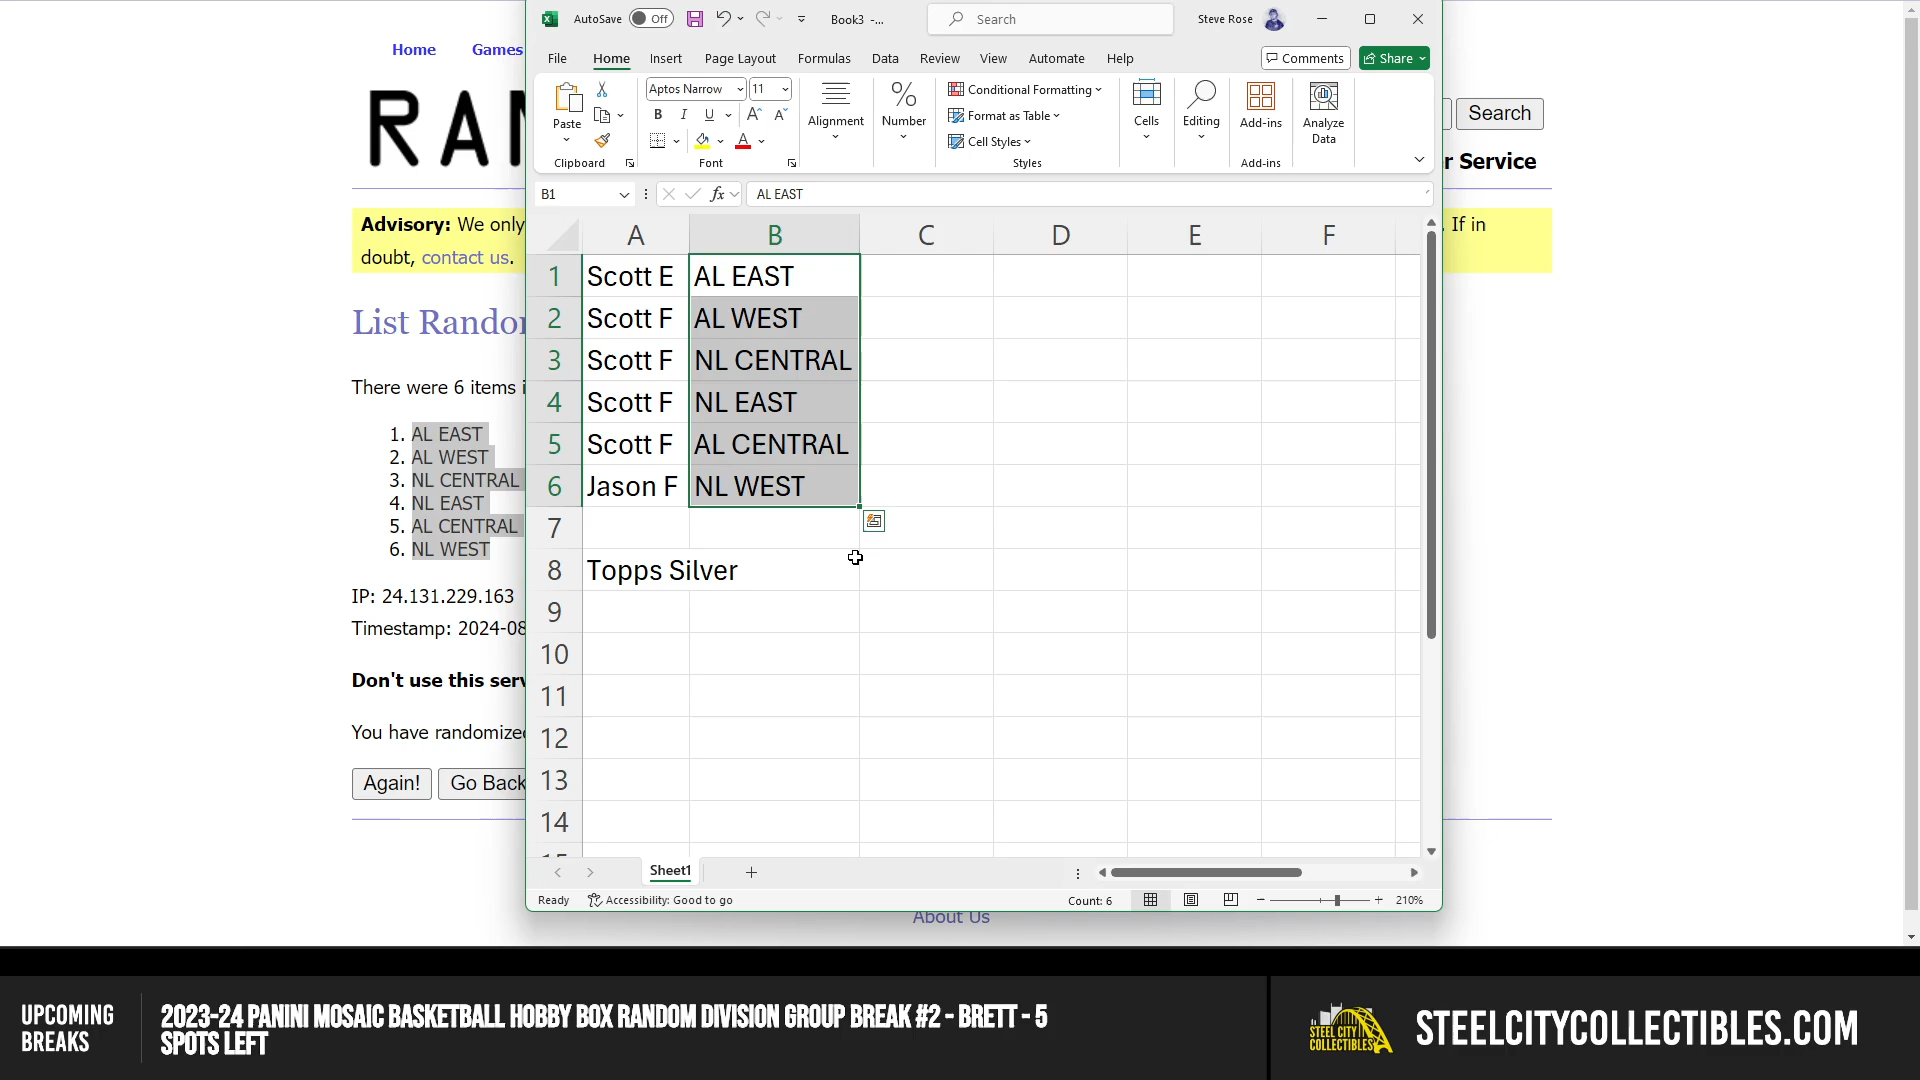 Home Games
RAN
Search
r Service
Advisory: We only
. If in
doubt, contact us.
List Randor
There were 6 items i
1. AL EAST
2. AL WEST
3. NL CENTRAL
4. NL EAST
5. AL CENTRAL
6. NL WEST
IP: 24.131.229.163
Timestamp: 2024-08
Don't use this serv
You have randomized
Again! Go Back
About Us
AutoSave Off Book3 -... Search Steve Rose
File Home Insert Page Layout Formulas Data Review View Automate Help Comments Share
Paste
Clipboard
Aptos Narrow 11
B I U A A
A
Font
Alignment
%
Number
Conditional Formatting
Format as Table
Cell Styles
Styles
Cells
Editing
Add-ins
Add-ins
Analyze
Data
B1 fx AL EAST
A B C D E F
1 Scott E AL EAST
2 Scott F AL WEST
3 Scott F NL CENTRAL
4 Scott F NL EAST
5 Scott F AL CENTRAL
6 Jason F NL WEST
7
8 Topps Silver
9
10
11
12
13
14
Sheet1
Ready Accessibility: Good to go Count: 6 210%
UPCOMING
BREAKS
2023-24 PANINI MOSAIC BASKETBALL HOBBY BOX RANDOM DIVISION GROUP BREAK #2 - BRETT - 5
SPOTS LEFT
STEEL CITY
COLLECTIBLES
STEELCITYCOLLECTIBLES.COM